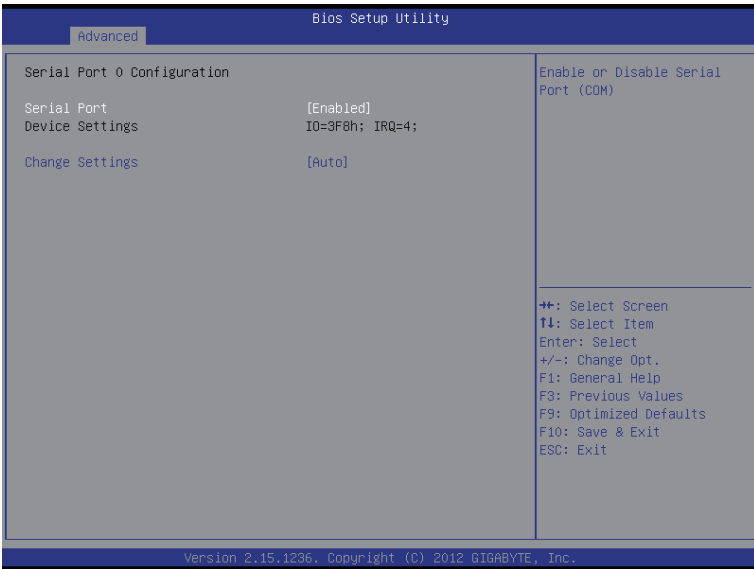 Bios Setup Utility
Advanced
Serial Port 0 Configuration
Serial Port [Enabled]
Device Settings IO=3F8h; IRQ=4;
Change Settings [Auto]
Enable or Disable Serial
Port (COM)
→←: Select Screen
↑↓: Select Item
Enter: Select
+/-: Change Opt.
F1: General Help
F3: Previous Values
F9: Optimized Defaults
F10: Save & Exit
ESC: Exit
Version 2.15.1236. Copyright (C) 2012 GIGABYTE, Inc.